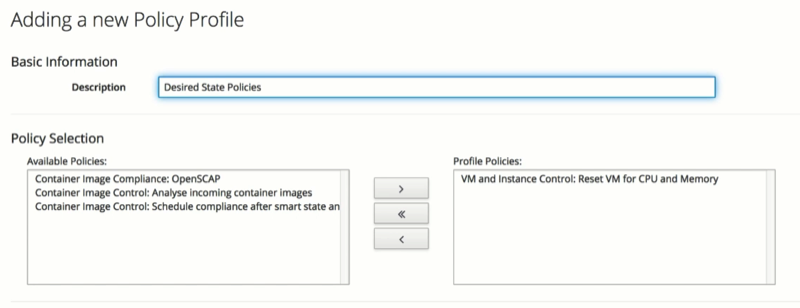 Adding a new Policy Profile
Basic Information
Description Desired State Policies
Policy Selection
Available Policies:
Container Image Compliance: OpenSCAP
Container Image Control: Analyse incoming container images
Container Image Control: Schedule compliance after smart state an
>
«
<
Profile Policies:
VM and Instance Control: Reset VM for CPU and Memory